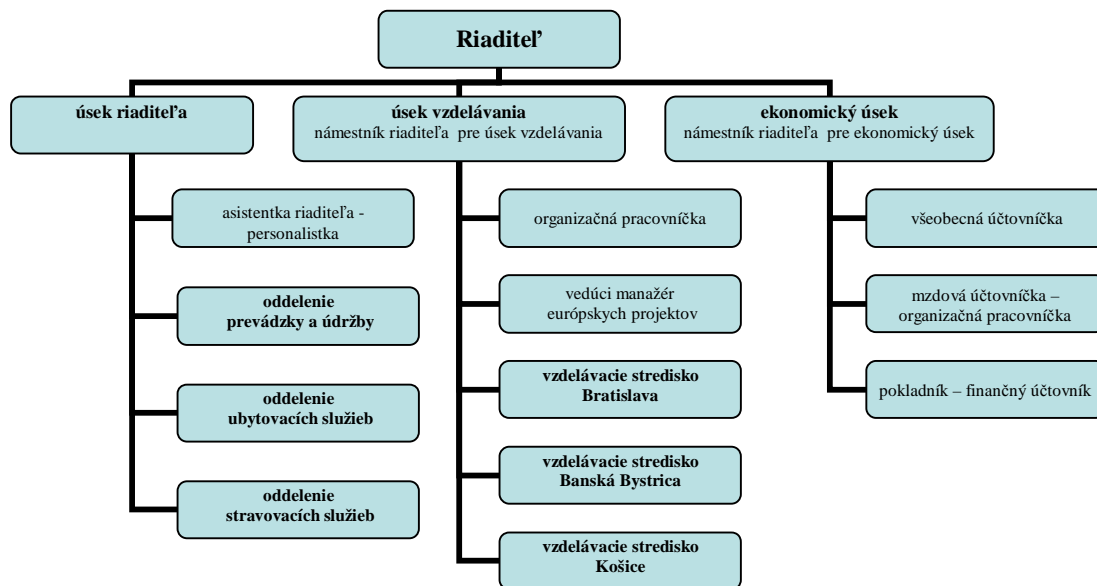 Riaditeľ
úsek riaditeľa
úsek vzdelávania
námestník riaditeľa pre úsek vzdelávania
ekonomický úsek
námestník riaditeľa pre ekonomický úsek
asistentka riaditeľa -
personalistka
oddelenie
prevádzky a údržby
oddelenie
ubytovacích služieb
oddelenie
stravovacích služieb
organizačná pracovníčka
vedúci manažér
európskych projektov
vzdelávacie stredisko
Bratislava
vzdelávacie stredisko
Banská Bystrica
vzdelávacie stredisko
Košice
všeobecná účtovníčka
mzdová účtovníčka –
organizačná pracovníčka
pokladník – finančný účtovník